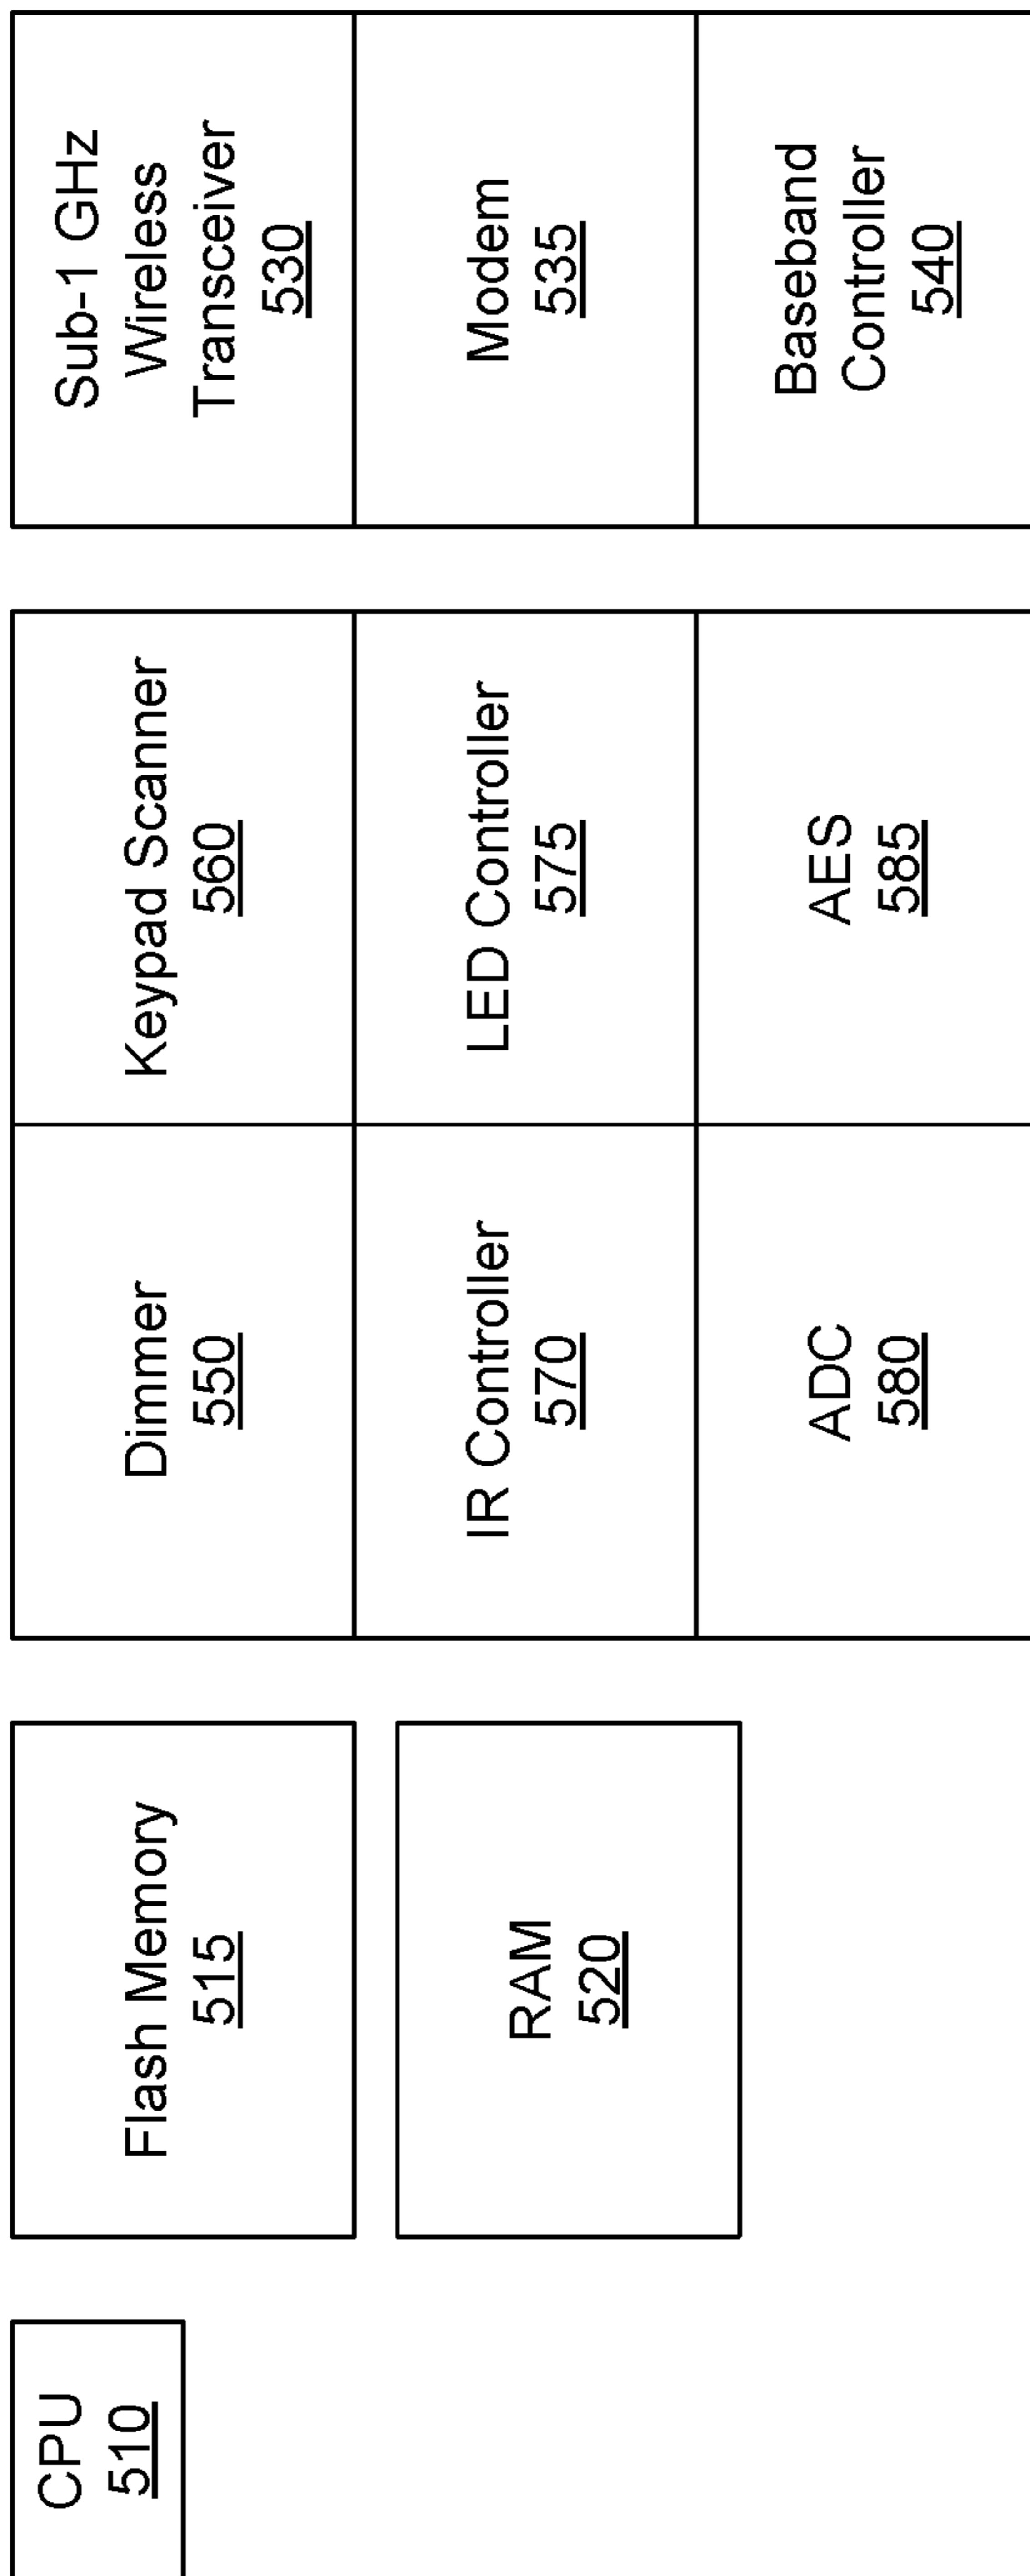 CPU
510
Flash Memory
515
RAM
520
Dimmer
550
Keypad Scanner
560
IR Controller
570
LED Controller
575
ADC
580
AES
585
Sub-1 GHz
Wireless
Transceiver
530
Modem
535
Baseband
Controller
540